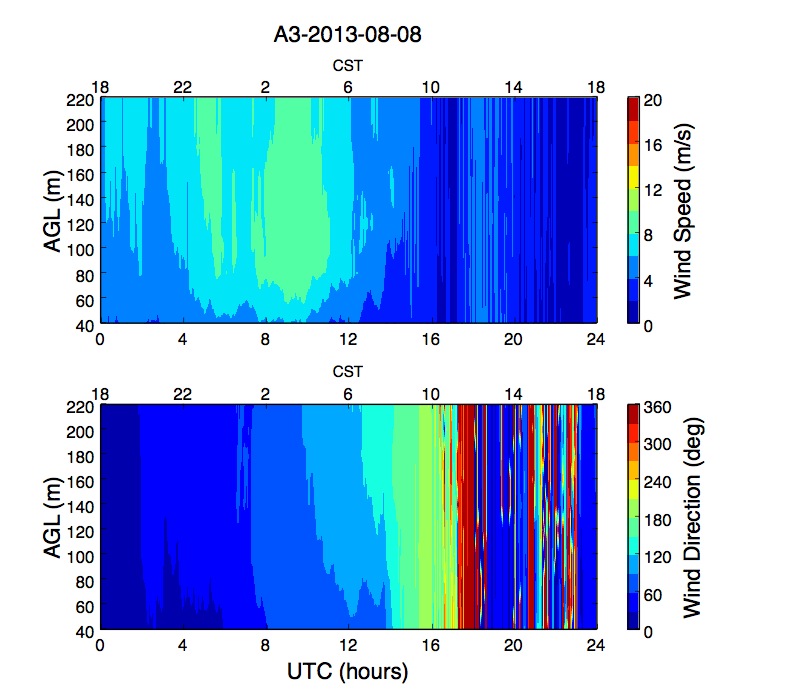 A3-2013-08-08
CST
18 22 2 6 10 14 18
220
200
180
160
140
120
100
80
60
40
AGL (m)
0 4 8 12 16 20 24
20
16
12
8
4
0
Wind Speed (m/s)
CST
18 22 2 6 10 14 18
220
200
180
160
140
120
100
80
60
40
AGL (m)
0 4 8 12 16 20 24
UTC (hours)
360
300
240
180
120
60
0
Wind Direction (deg)